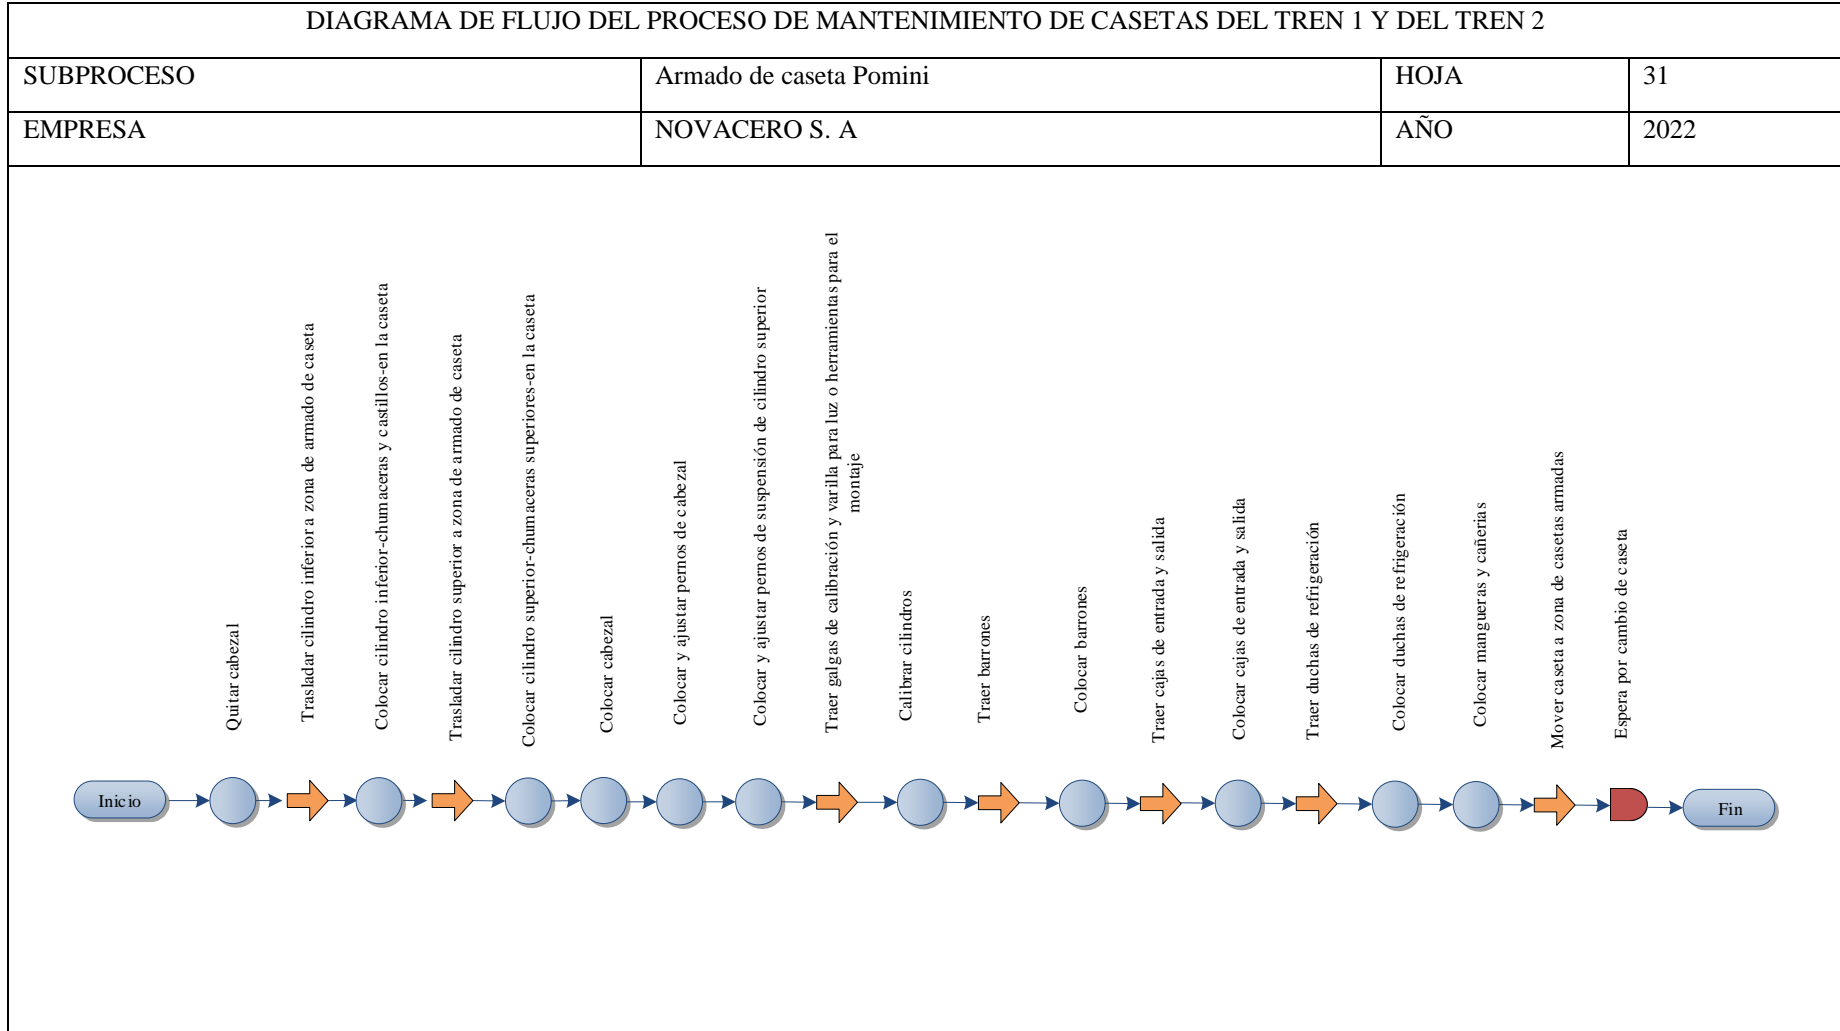 DIAGRAMA DE FLUJO DEL PROCESO DE MANTENIMIENTO DE CASETAS DEL TREN 1 Y DEL TREN 2
SUBPROCESO
Armado de caseta Pomini
HOJA
31
EMPRESA
NOVACERO S. A
AÑO
2022
Inicio
Quitar cabezal
Trasladar cilindro inferior a zona de armado de caseta
Colocar cilindro inferior-chumaceras y castillos-en la caseta
Trasladar cilindro superior a zona de armado de caseta
Colocar cilindro superior-chumaceras superiores-en la caseta
Colocar cabezal
Colocar y ajustar pernos de cabezal
Colocar y ajustar pernos de suspensión de cilindro superior
Traer galgas de calibración y varilla para luz o herramientas para el
montaje
Calibrar cilindros
Traer barrones
Colocar barrones
Traer cajas de entrada y salida
Colocar cajas de entrada y salida
Traer duchas de refrigeración
Colocar duchas de refrigeración
Colocar mangueras y cañerias
Mover caseta a zona de casetas armadas
Espera por cambio de caseta
Fin